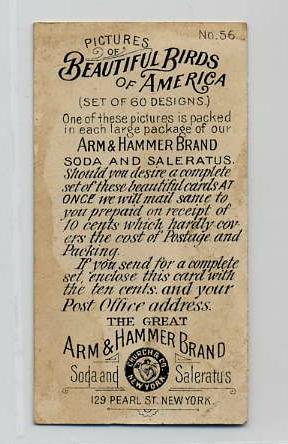 No. 56
PICTURES
OF
BEAUTIFUL BIRDS
OF AMERICA
(SET OF 60 DESIGNS.)
One of these pictures is packed
in each large package of our
ARM & HAMMER BRAND
SODA AND SALERATUS.
Should you desire a complete
set of these beautiful cards AT
ONCE we will mail same to
you prepaid on receipt of
10 cents which hardly cov-
ers the cost of Postage and
Packing.
If you send for a complete
set, enclose this card with
the ten cents. and your
Post Office address.
THE GREAT
ARM & HAMMER BRAND
Soda and Saleratus
CHURCH & CO.
NEW YORK
129 PEARL ST. NEW YORK.